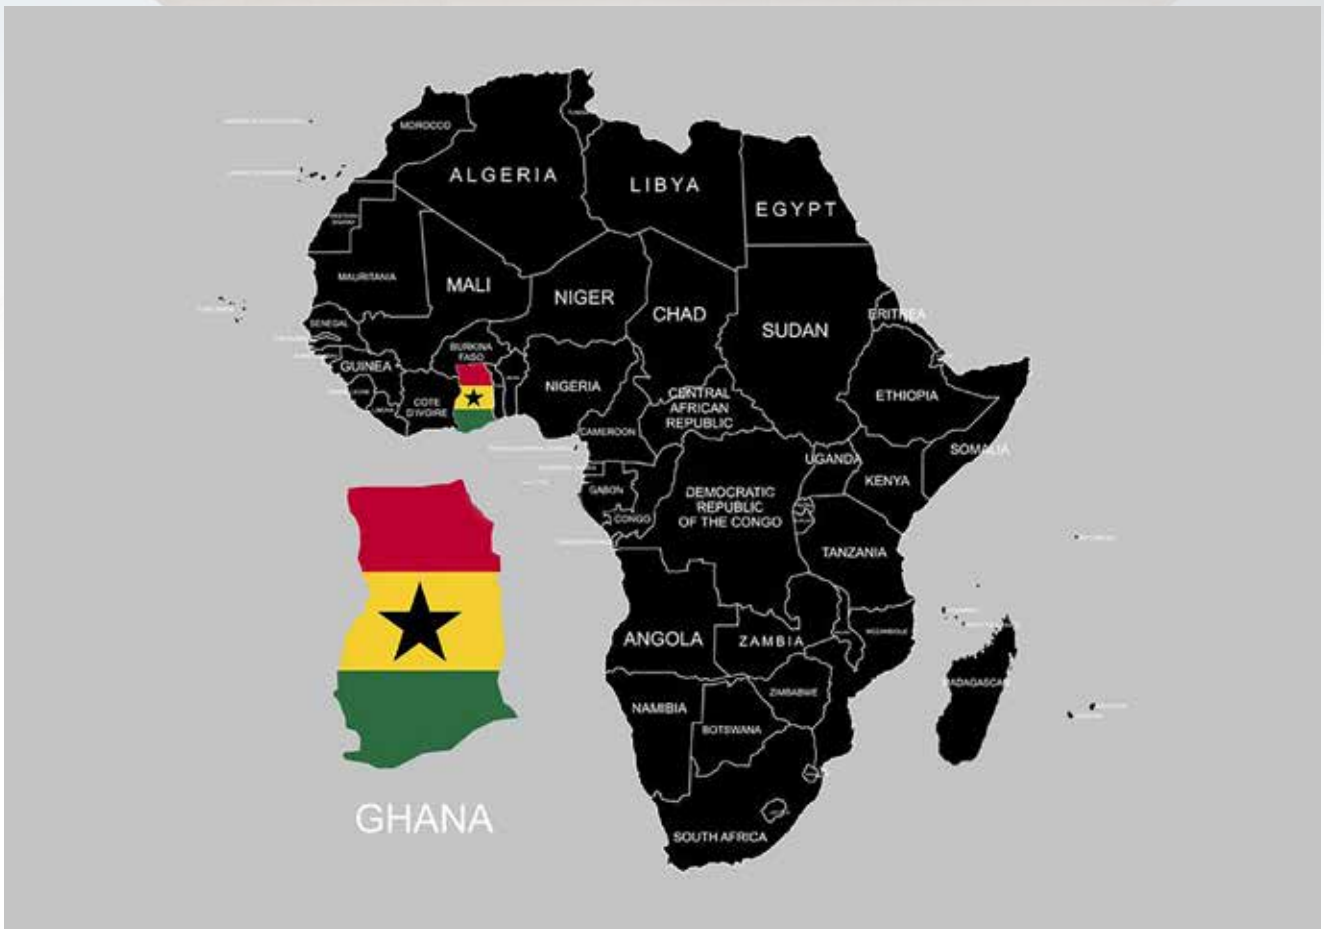 MOROCCO
ALGERIA
LIBYA
EGYPT
MAURITANIA
MALI
NIGER
CHAD
SUDAN
ERITREA
SENEGAL
BURKINA
FASO
GUINEA
NIGERIA
COTE
D'IVOIRE
CENTRAL
AFRICAN
REPUBLIC
ETHIOPIA
CAMEROON
SOMALIA
UGANDA
KENYA
GABON
DEMOCRATIC
REPUBLIC
OF THE CONGO
CONGO
TANZANIA
ANGOLA
ZAMBIA
MOZAMBIQUE
MADAGASCAR
ZIMBABWE
NAMIBIA
BOTSWANA
SOUTH AFRICA
GHANA